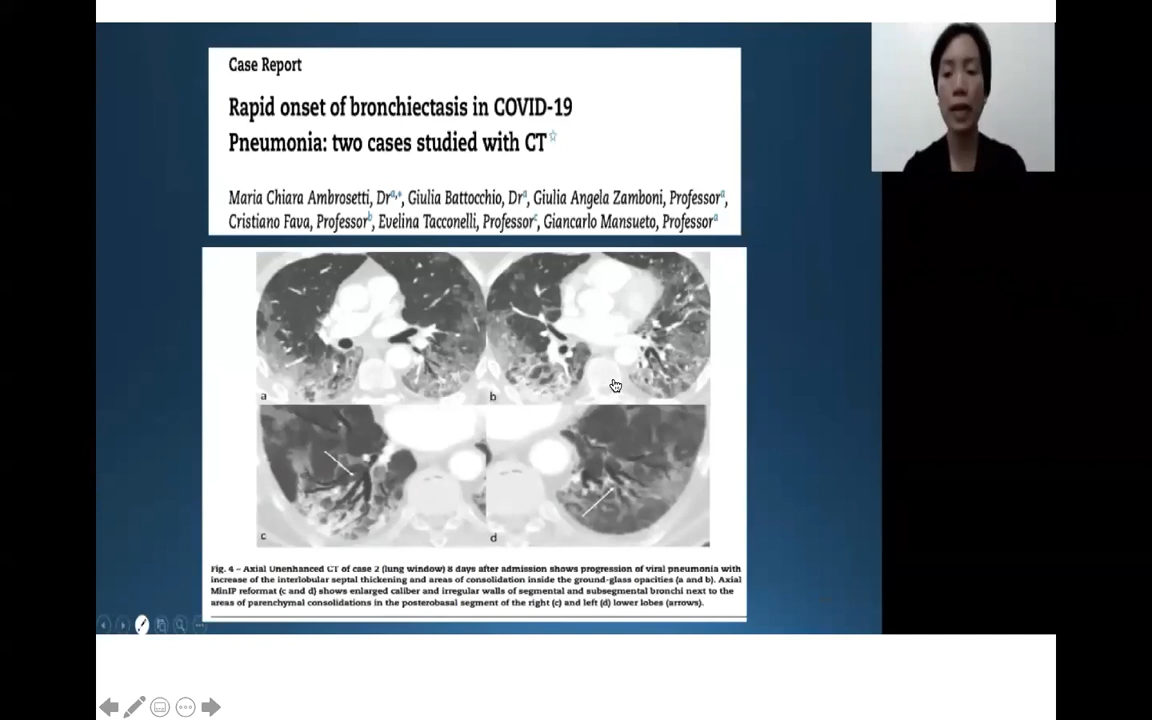 Case Report
Rapid onset of bronchiectasis in COVID-19
Pneumonia: two cases studied with CT☆
Maria Chiara Ambrosetti, Dr a,*, Giulia Battocchio, Dr a, Giulia Angela Zamboni, Professor a,
Cristiano Fava, Professor b, Evelina Tacconelli, Professor c, Giancarlo Mansueto, Professor a
a
b
c
d
Fig. 4 – Axial Unenhanced CT of case 2 (lung window) 8 days after admission shows progression of viral pneumonia with
increase of the interlobular septal thickening and areas of consolidation inside the ground-glass opacities (a and b). Axial
MinIP reformat (c and d) shows enlarged caliber and irregular walls of segmental and subsegmental bronchi next to the
areas of parenchymal consolidations in the posterobasal segment of the right (c) and left (d) lower lobes (arrows).